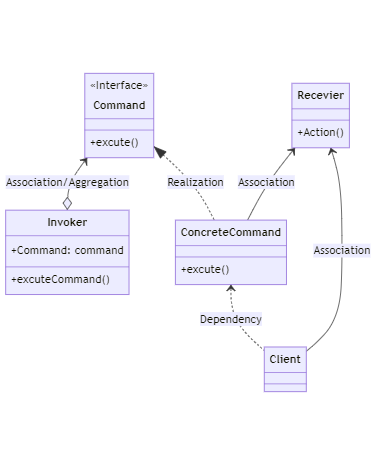 «Interface»
Command
+excute()
Recevier
+Action()
Association/Aggregation
Realization
Association
Invoker
+Command: command
+excuteCommand()
ConcreteCommand
+excute()
Association
Dependency
Client